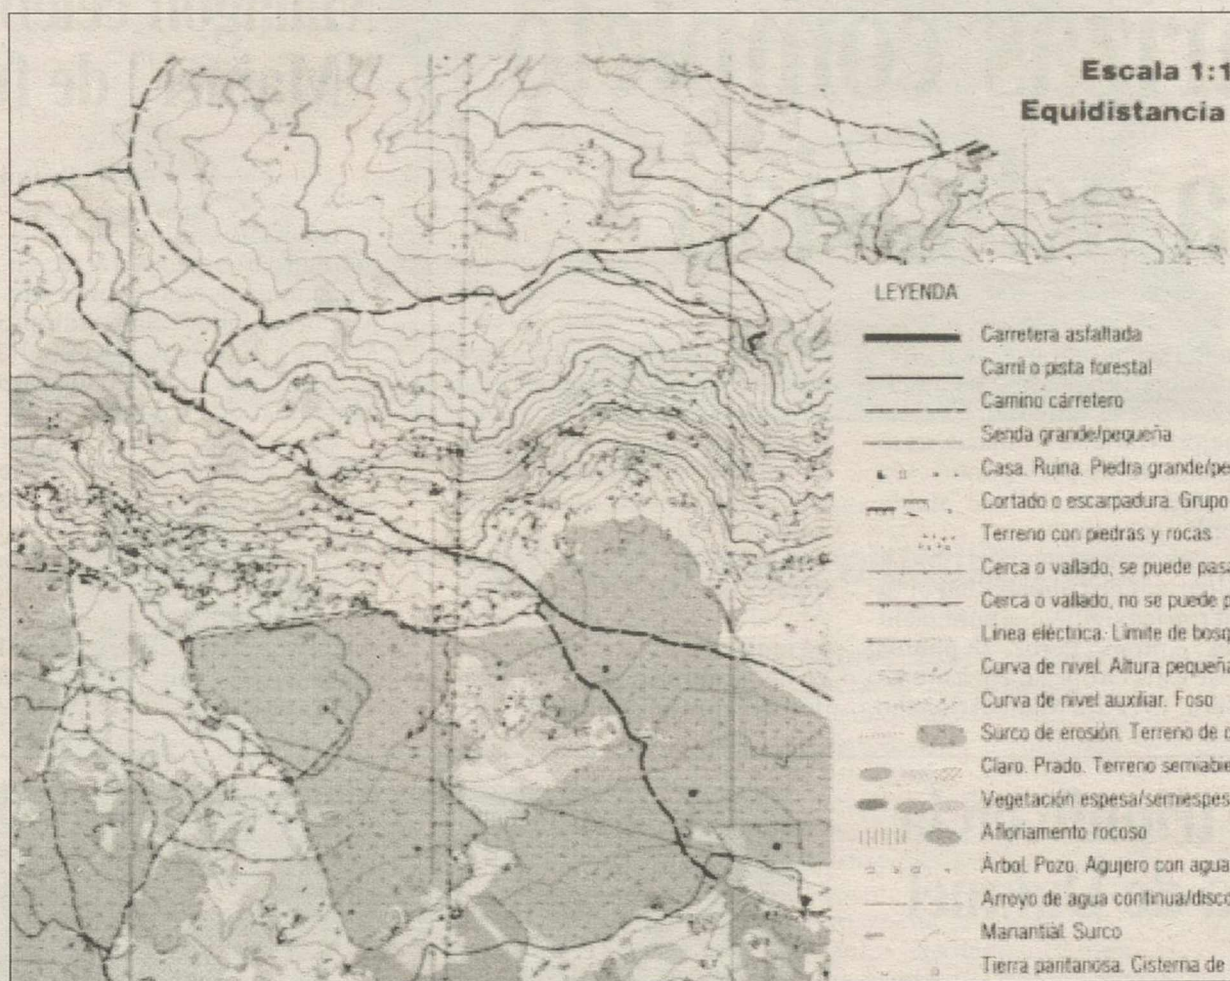 Escala 1:1
Equidistancia
LEYENDA
Carretera asfaltada
Carril o pista forestal
Camino cárretero
Senda grande/pequeña
Casa. Ruina. Piedra grande/pe
Cortado o escarpadura. Grupo
Terreno con piedras y rocas
Cerca o vallado, se puede pasa
Cerca o vallado, no se puede p
Línea eléctrica. Límite de bosq
Curva de nivel. Altura pequeña
Curva de nivel auxiliar. Foso
Surco de erosión. Terreno de c
Claro. Prado. Terreno semiabie
Vegetación espesa/semiespes
Afloriamento rocoso
Árbol. Pozo. Agujero con agua
Arroyo de agua continua/disco
Manantial. Surco
Tierra pantanosa. Cisterna de